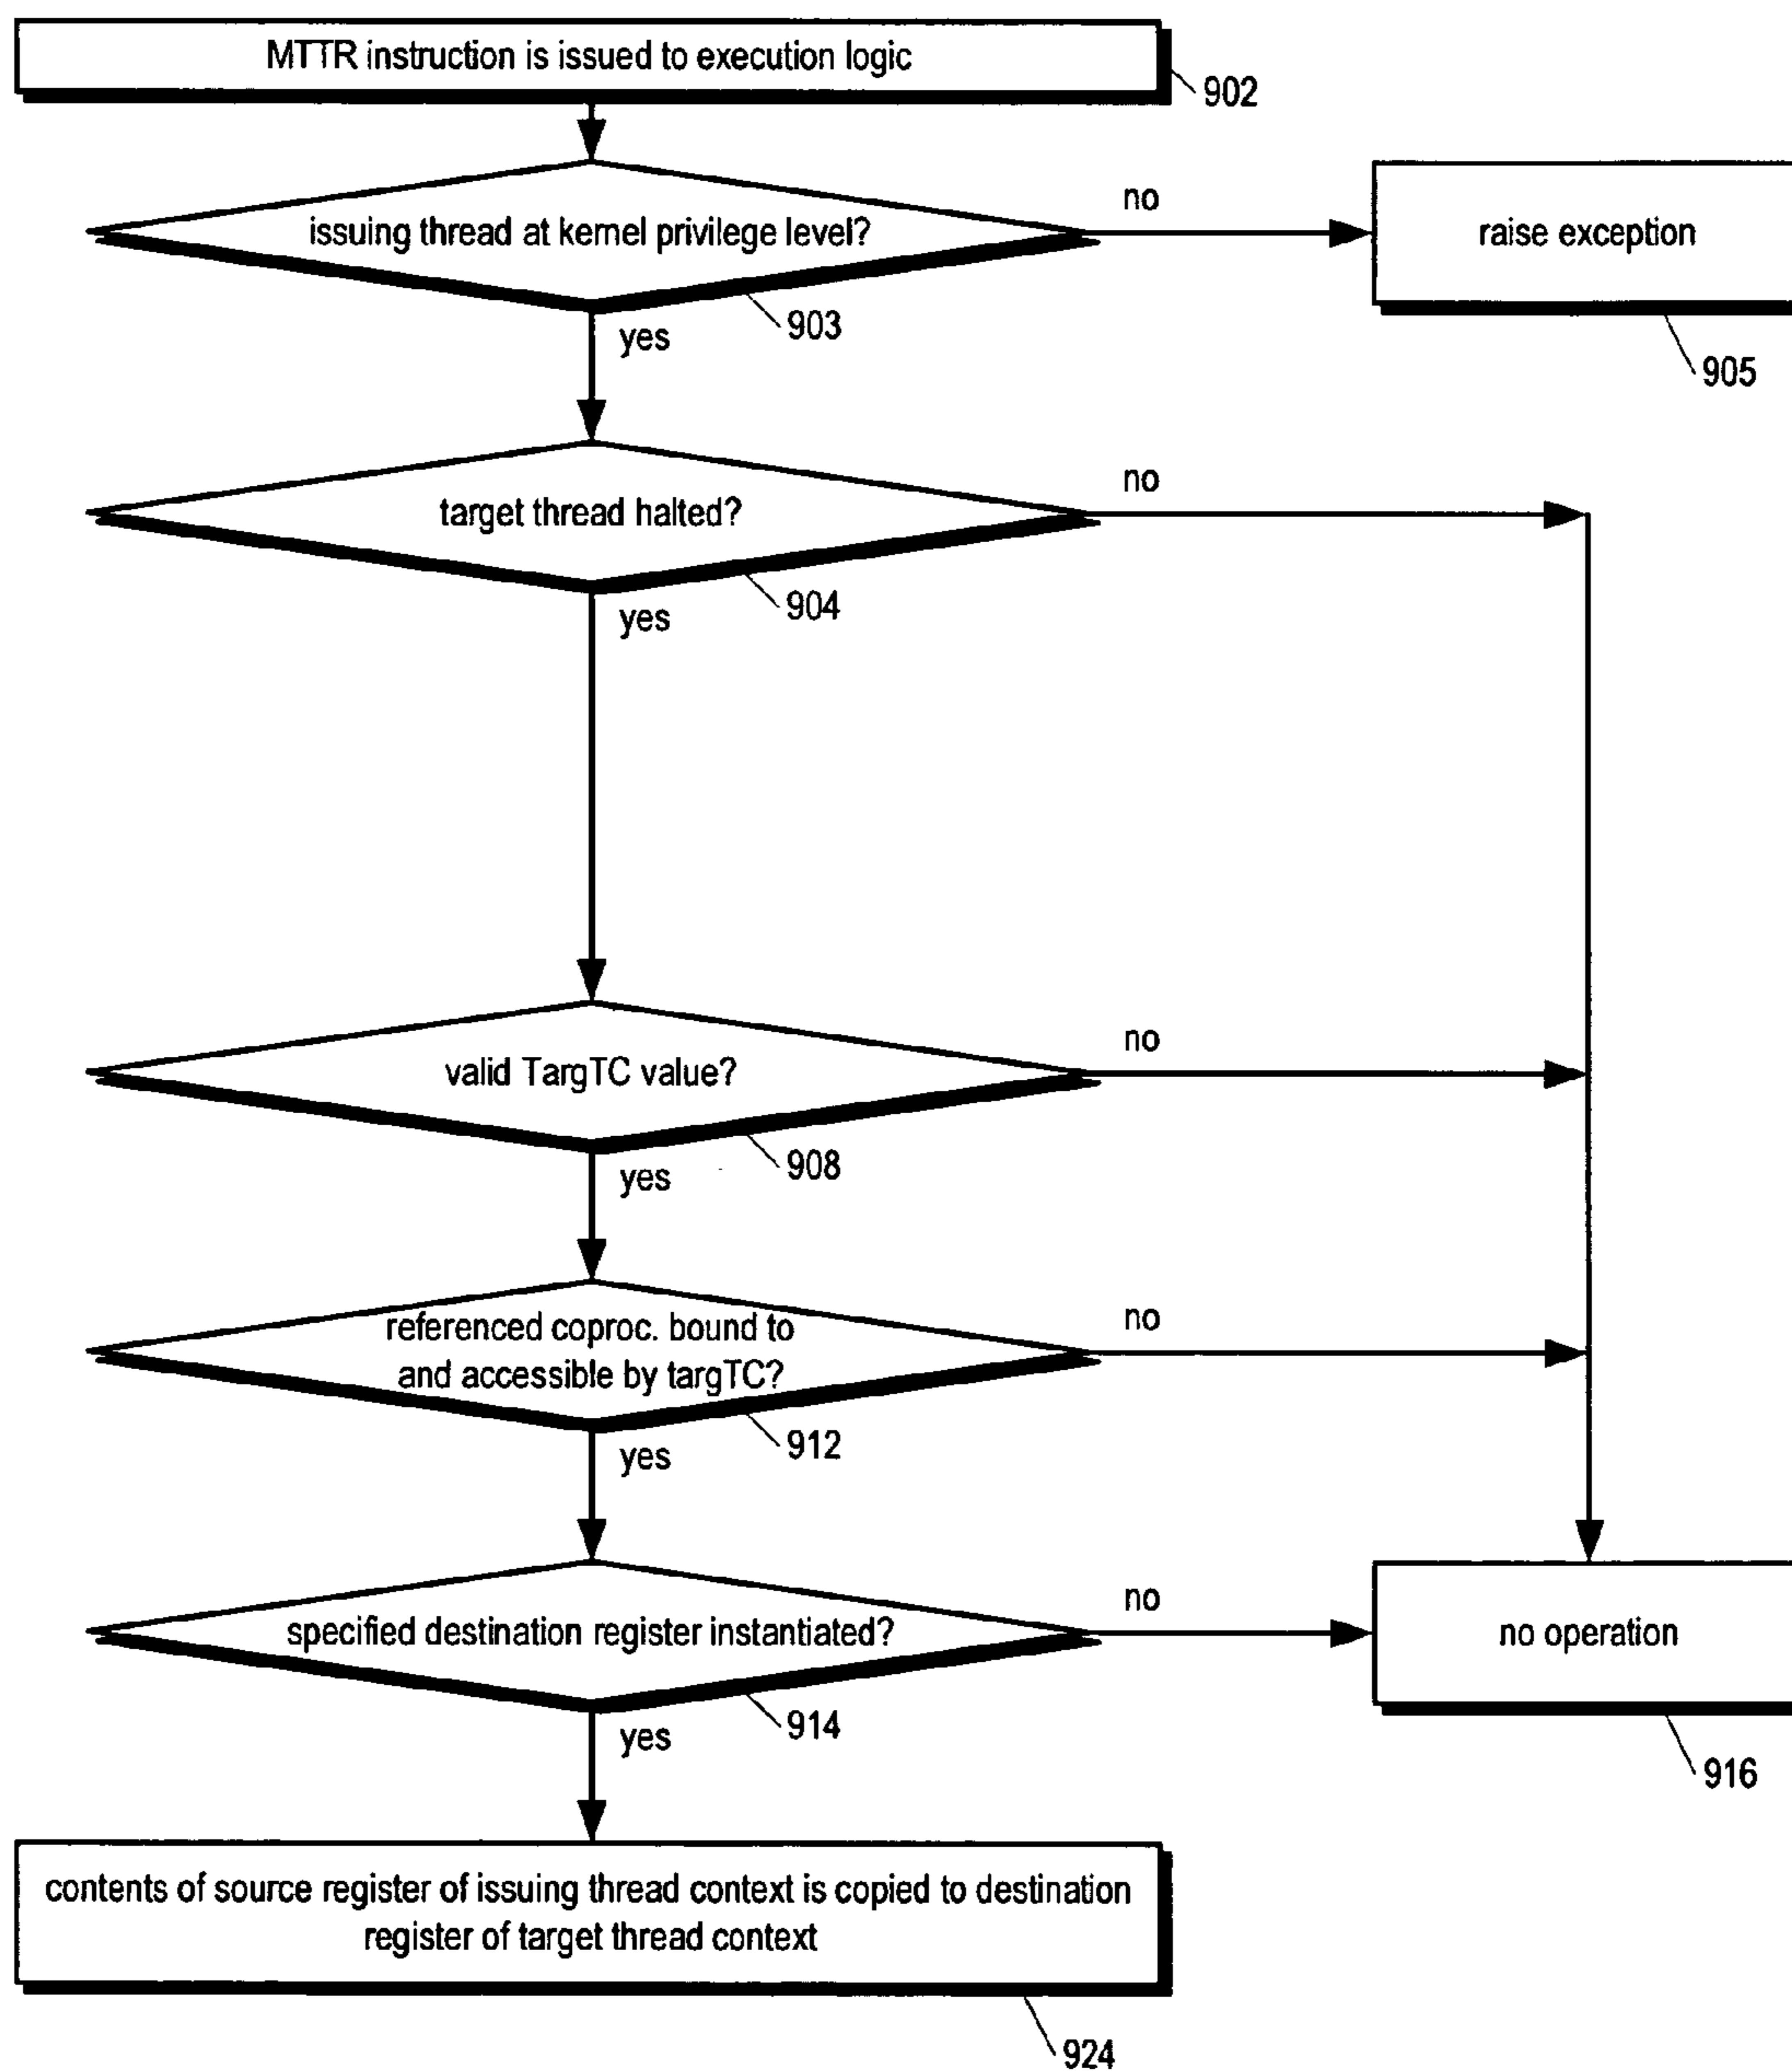 MTTR instruction is issued to execution logic
902
issuing thread at kernel privilege level?
no
raise exception
903
yes
905
target thread halted?
no
904
yes
valid TargTC value?
no
908
yes
referenced coproc. bound to
and accessible by targTC?
no
912
yes
specified destination register instantiated?
no
no operation
914
yes
916
contents of source register of issuing thread context is copied to destination
register of target thread context
924